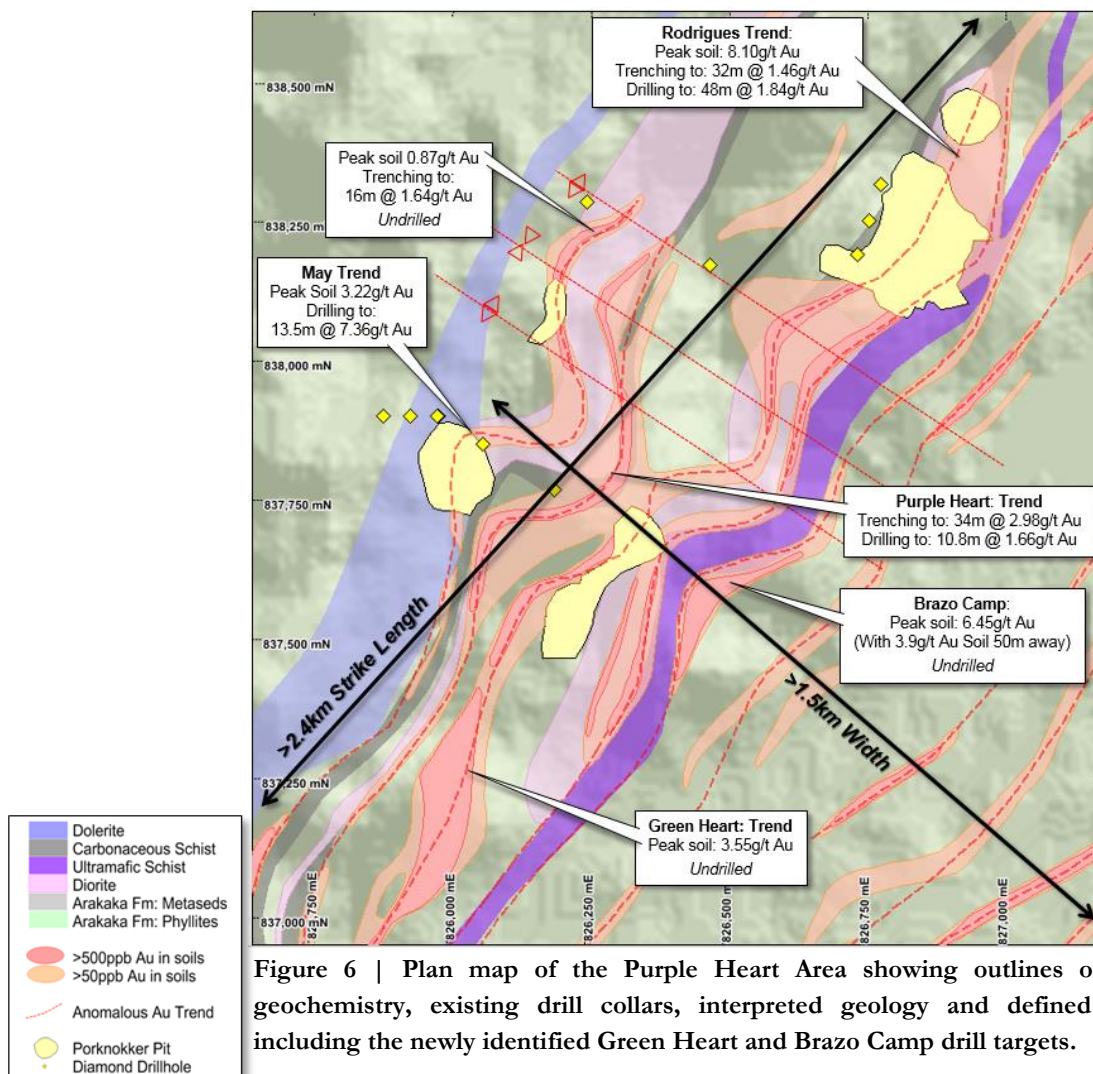 Rodrigues Trend:
Peak soil: 8.10g/t Au
Trenching to: 32m @ 1.46g/t Au
Drilling to: 48m @ 1.84g/t Au
838,500 mN
Peak soil 0.87g/t Au
Trenching to:
16m @ 1.64g/t Au
Undrilled
838,250 mN
May Trend
Peak Soil 3.22g/t Au
Drilling to:
13.5m @ 7.36g/t Au
838,000 mN
837,750 mN
Purple Heart: Trend
Trenching to: 34m @ 2.98g/t Au
Drilling to: 10.8m @ 1.66g/t Au
Brazo Camp:
Peak soil: 6.45g/t Au
(With 3.9g/t Au Soil 50m away)
Undrilled
837,500 mN
>2.4km Strike Length
>1.5km Width
837,250 mN
Green Heart: Trend
Peak soil: 3.55g/t Au
Undrilled
837,000 mN
826,000 mE
826,250 mE
826,500 mE
826,750 mE
827,000 mE
Dolerite
Carbonaceous Schist
Ultramafic Schist
Diorite
Arakaka Fm: Metaseds
Arakaka Fm: Phyllites
>500ppb Au in soils
>50ppb Au in soils
Anomalous Au Trend
Porknokker Pit
Diamond Drillhole
Figure 6 | Plan map of the Purple Heart Area showing outlines o
geochemistry, existing drill collars, interpreted geology and defined
including the newly identified Green Heart and Brazo Camp drill targets.